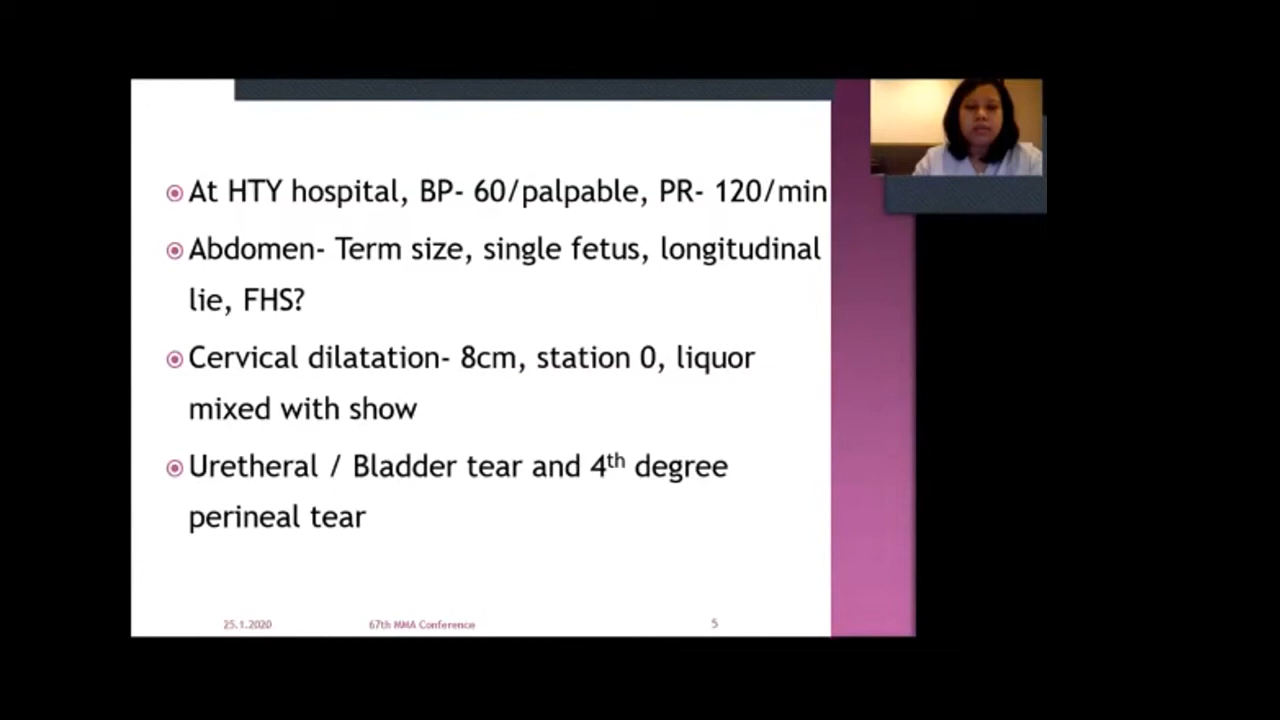 At HTY hospital, BP- 60/palpable, PR- 120/min
Abdomen- Term size, single fetus, longitudinal
lie, FHS?
Cervical dilatation- 8cm, station 0, liquor
mixed with show
Urethral / Bladder tear and 4th degree
perineal tear
25.1.2020 67th MMA Conference 5